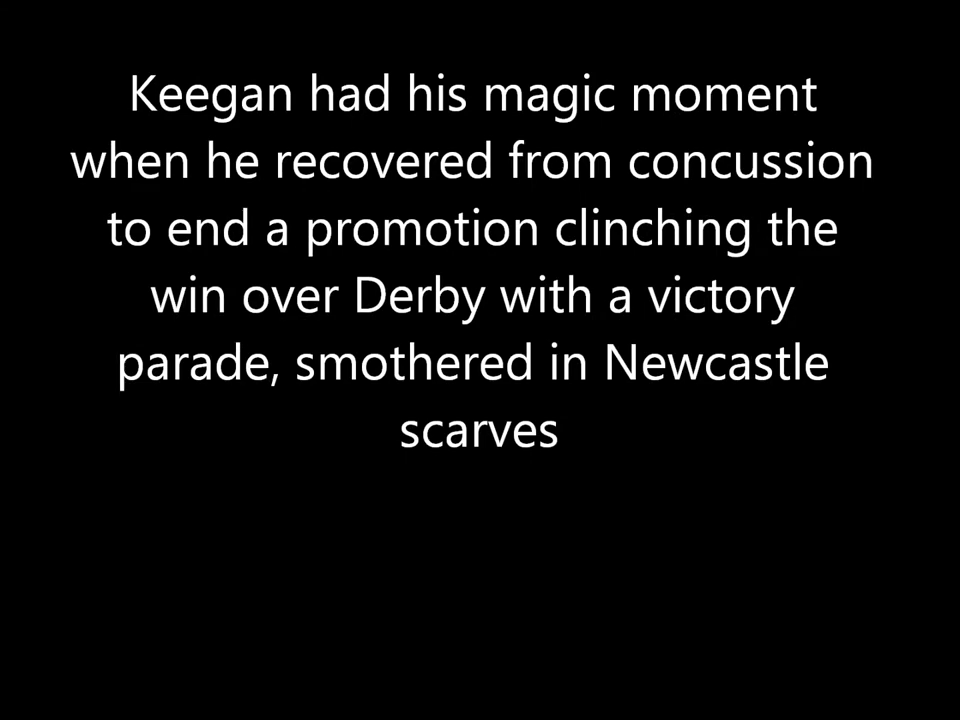 Keegan had his magic moment
when he recovered from concussion
to end a promotion clinching the
win over Derby with a victory
parade, smothered in Newcastle
scarves